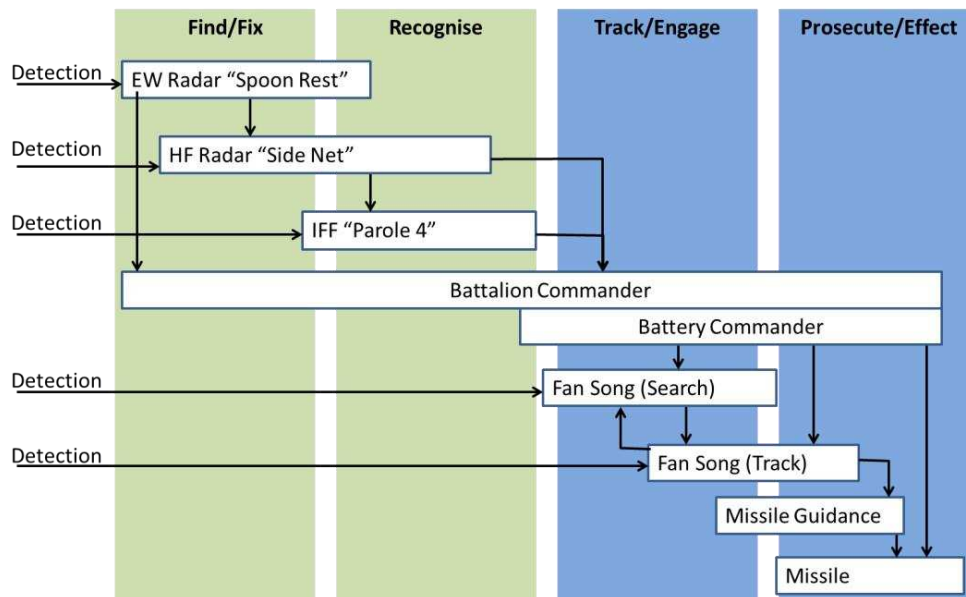 Find/Fix
Recognise
Track/Engage
Prosecute/Effect
Detection
EW Radar “Spoon Rest”
Detection
HF Radar “Side Net”
Detection
IFF “Parole 4”
Battalion Commander
Battery Commander
Detection
Fan Song (Search)
Detection
Fan Song (Track)
Missile Guidance
Missile